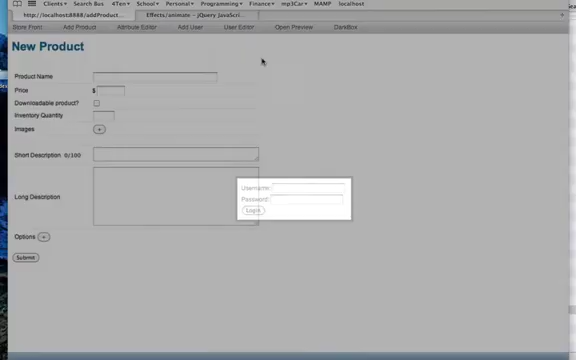 Clients Search Bus 4Ten School Personal Programming Finance mp3Car MAMP localhost
http://localhost:8888/addProduct... Effects/animate – jQuery JavaScri...
Store Front Add Product Attribute Editor Add User User Editor Open Preview DarkBox
New Product
Product Name
Price $
Downloadable product?
Inventory Quantity
Images +
Short Description 0/100
Long Description
Username:
Password:
Login
Options +
Submit